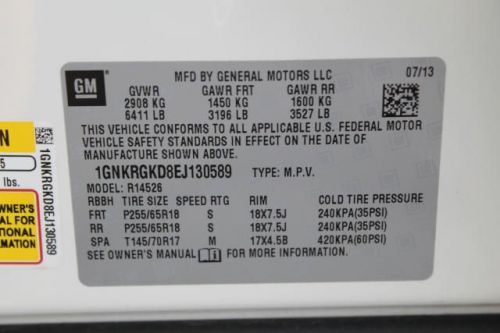 GM
MFD BY GENERAL MOTORS LLC 07/13
GVWR GAWR FRT GAWR RR
2908 KG 1450 KG 1600 KG
6411 LB 3196 LB 3527 LB
THIS VEHICLE CONFORMS TO ALL APPLICABLE U.S. FEDERAL MOTOR
VEHICLE SAFETY STANDARDS IN EFFECT ON THE DATE OF
MANUFACTURE SHOWN ABOVE.
1GNKRGKD8EJ130589 TYPE: M.P.V.
MODEL: R14526
RBBH TIRE SIZE SPEED RTG RIM COLD TIRE PRESSURE
FRT P255/65R18 S 18X7.5J 240KPA(35PSI)
RR P255/65R18 S 18X7.5J 240KPA(35PSI)
SPA T145/70R17 M 17X4.5B 420KPA(60PSI)
SEE OWNER'S MANUAL FOR MORE INFORMATION
5
lbs.
OWNER'S
FOR
1GNKRGKD8EJ130589